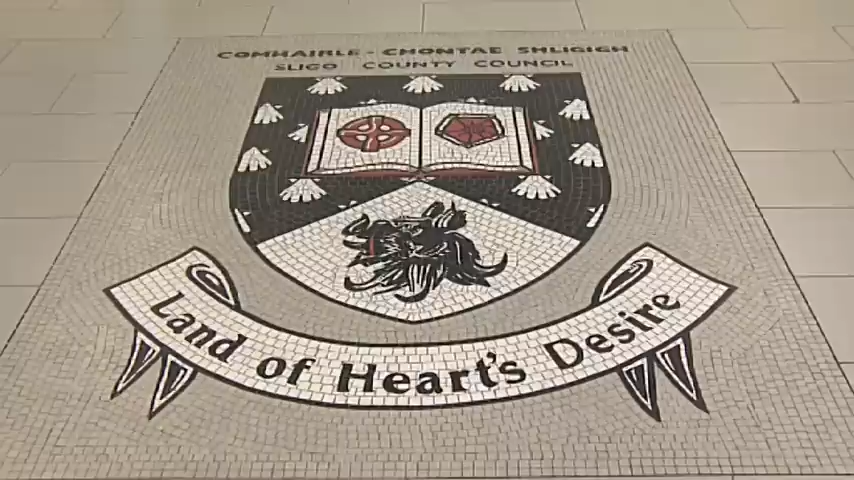 COMHAIRLE - CHONTAE SHLIGIGH
SLIGO COUNTY COUNCIL
Land of Heart's Desire